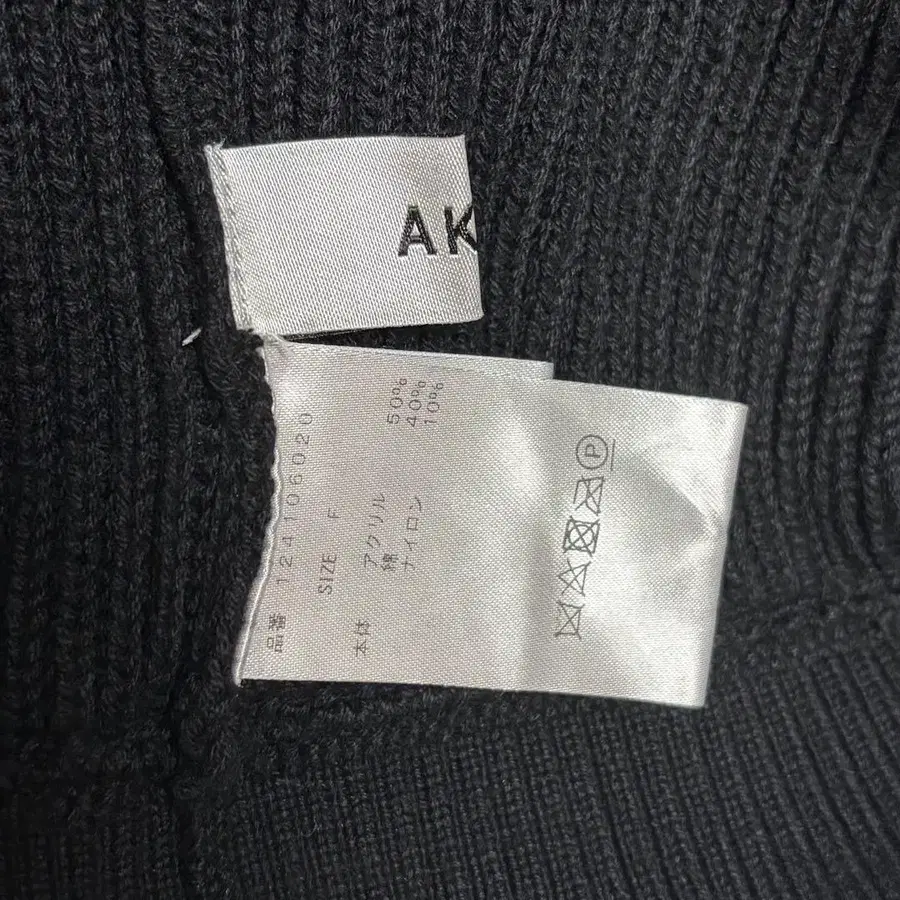 AK
品番 124106020
SIZE F
本体 アクリル 50%
綿 40%
ナイロン 10%
P